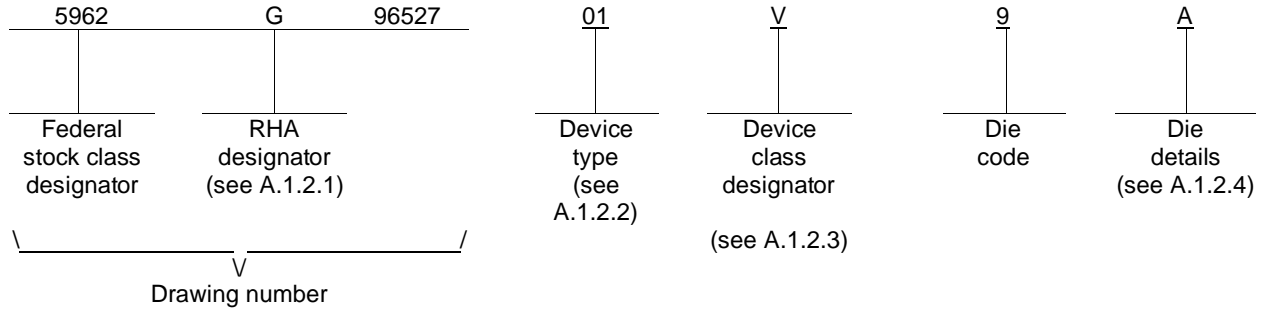 5962 G 96527 01 V 9 A
Federal stock class designator
RHA designator (see A.1.2.1)
Device type (see A.1.2.2)
Device class designator (see A.1.2.3)
Die code
Die details (see A.1.2.4)
\ /
\/
Drawing number